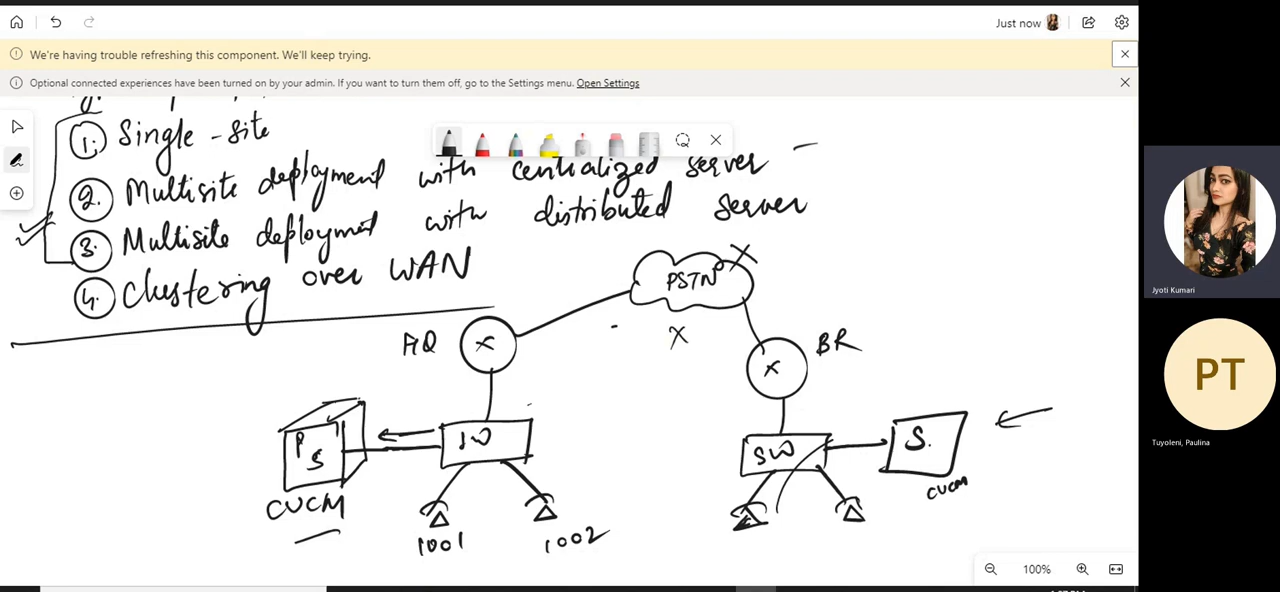 Just now
We're having trouble refreshing this component. We'll keep trying.
Optional connected experiences have been turned on by your admin. If you want to turn them off, go to the Settings menu. Open Settings
1. Single-site
2. Multisite deployment with centralized server
3. Multisite deployment with distributed server
4. Clustering over WAN
PSTN X
X
HQ X
X BR
P
S
SW
SW
S.
CUCM
CUCM
1001
1002
Jyoti Kumari
PT
Tuyoleni, Paulina
100%